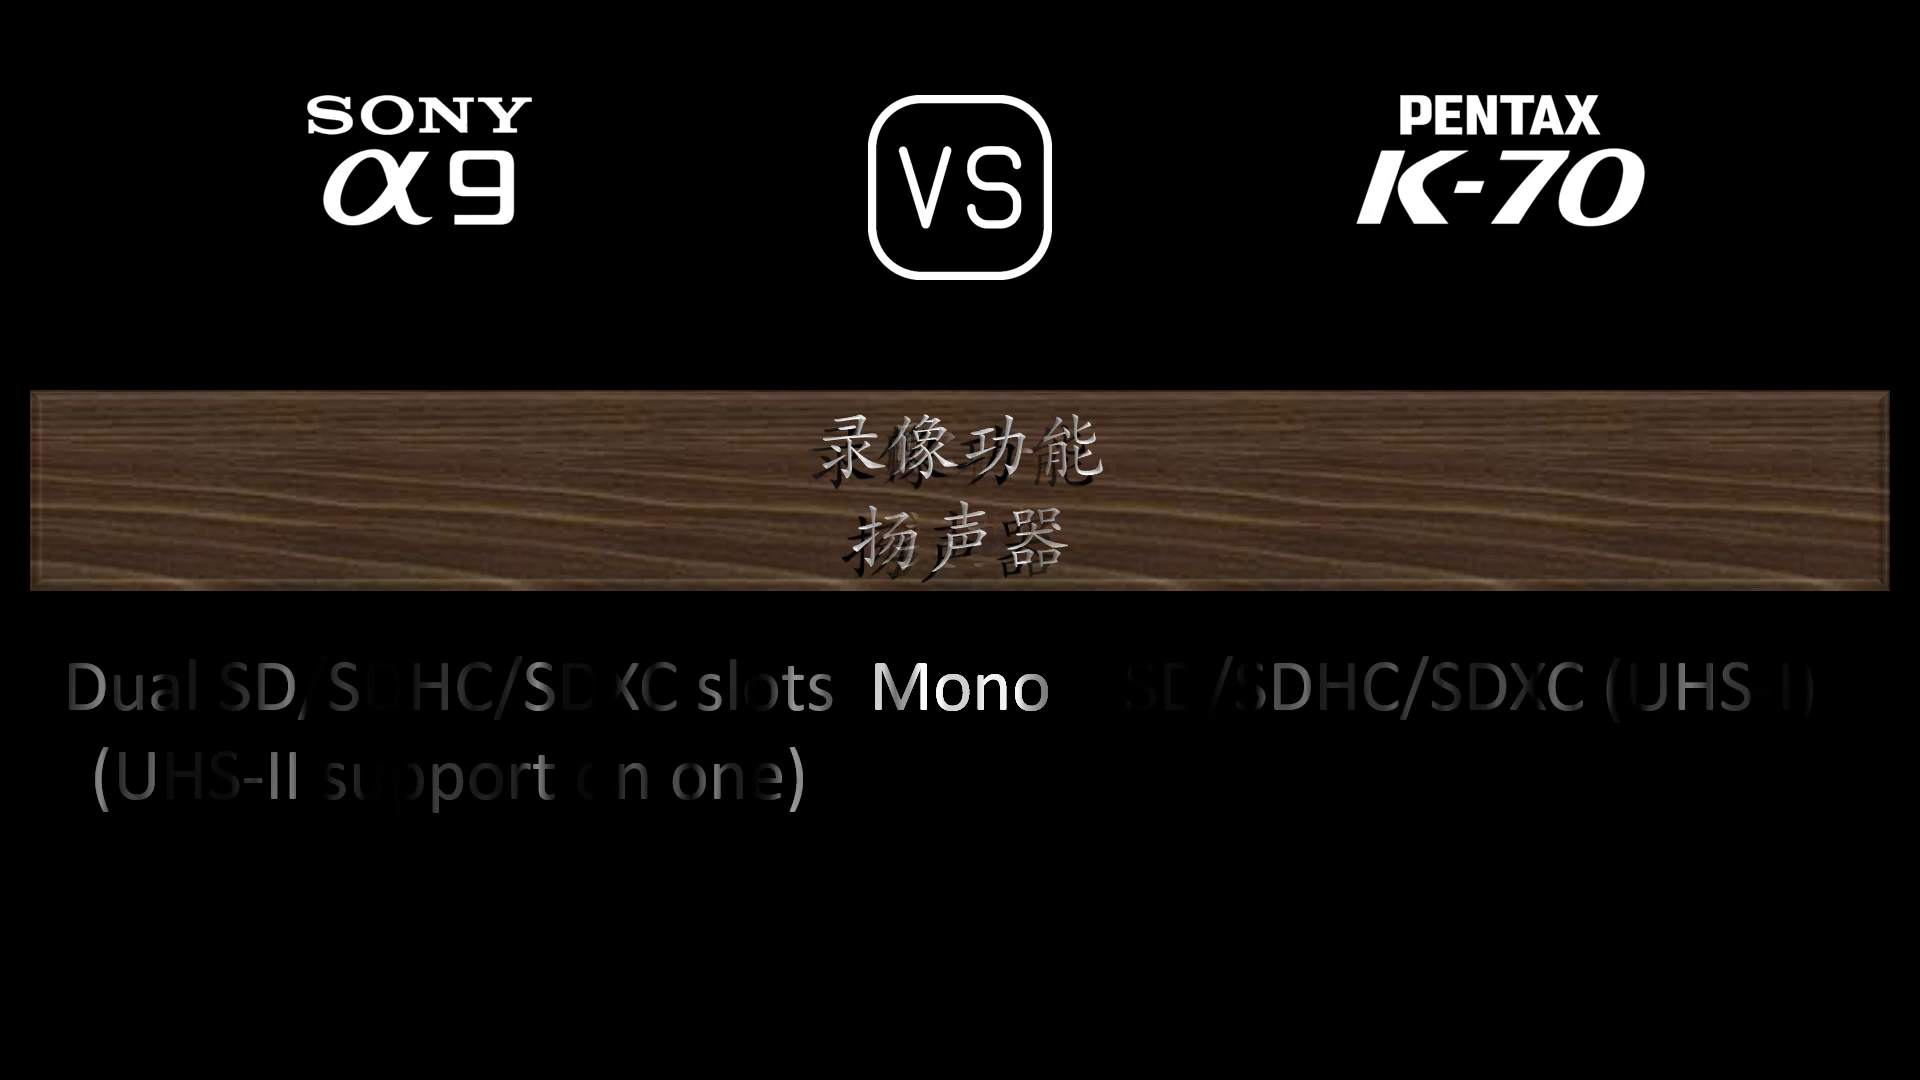 SONY
α9
VS
PENTAX
K-70
录像功能
扬声器
Dual SD/SDHC/SDXC slots
(UHS-II support on one)
Mono
SD/SDHC/SDXC (UHS-I)